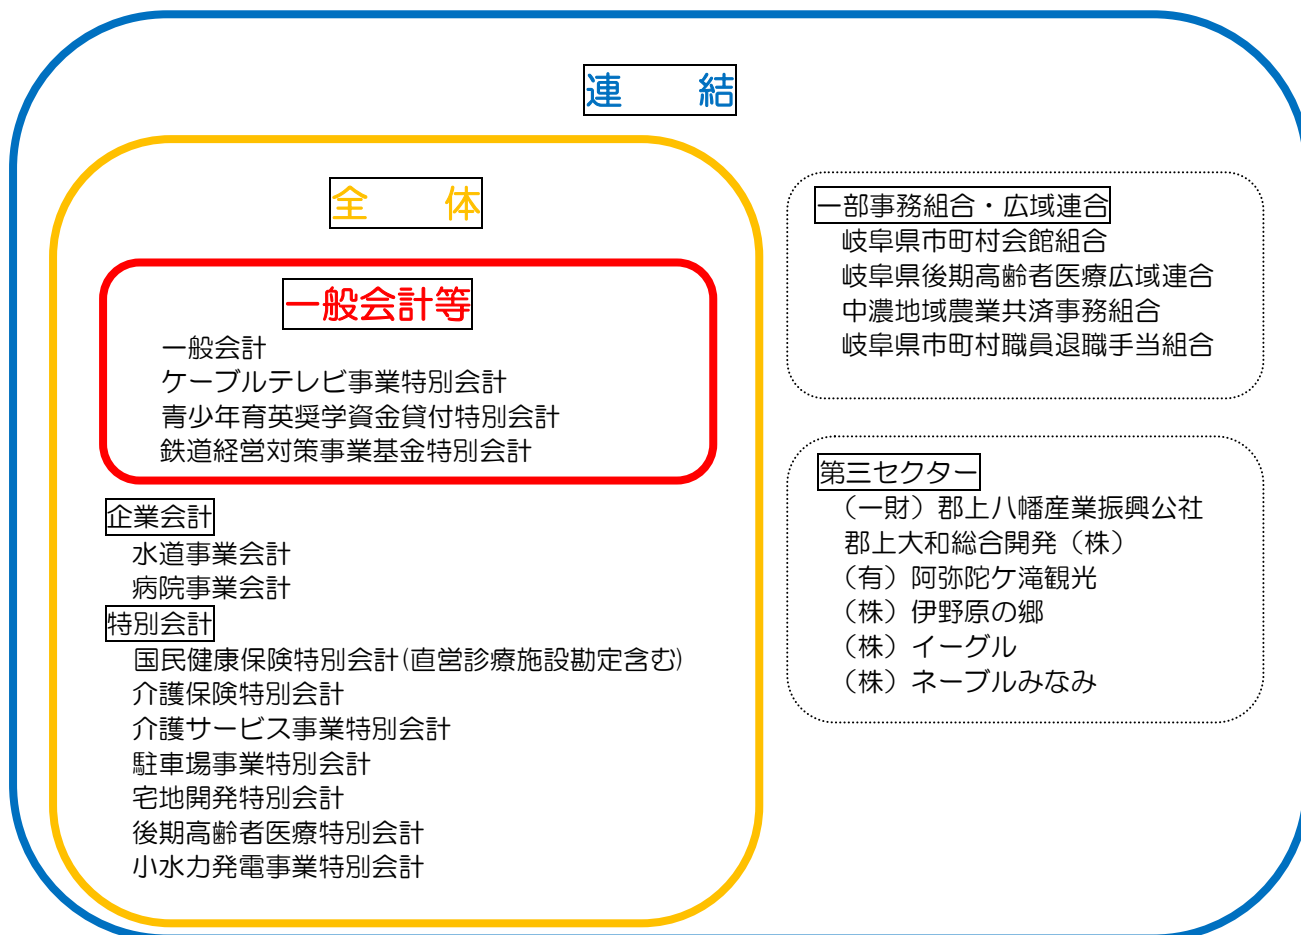 連　　結
全　　体
一般会計等
一般会計
ケーブルテレビ事業特別会計
青少年育英奨学資金貸付特別会計
鉄道経営対策事業基金特別会計
企業会計
水道事業会計
病院事業会計
特別会計
国民健康保険特別会計(直営診療施設勘定含む)
介護保険特別会計
介護サービス事業特別会計
駐車場事業特別会計
宅地開発特別会計
後期高齢者医療特別会計
小水力発電事業特別会計
一部事務組合・広域連合
岐阜県市町村会館組合
岐阜県後期高齢者医療広域連合
中濃地域農業共済事務組合
岐阜県市町村職員退職手当組合
第三セクター
（一財）郡上八幡産業振興公社
郡上大和総合開発（株）
（有）阿弥陀ケ滝観光
（株）伊野原の郷
（株）イーグル
（株）ネーブルみなみ